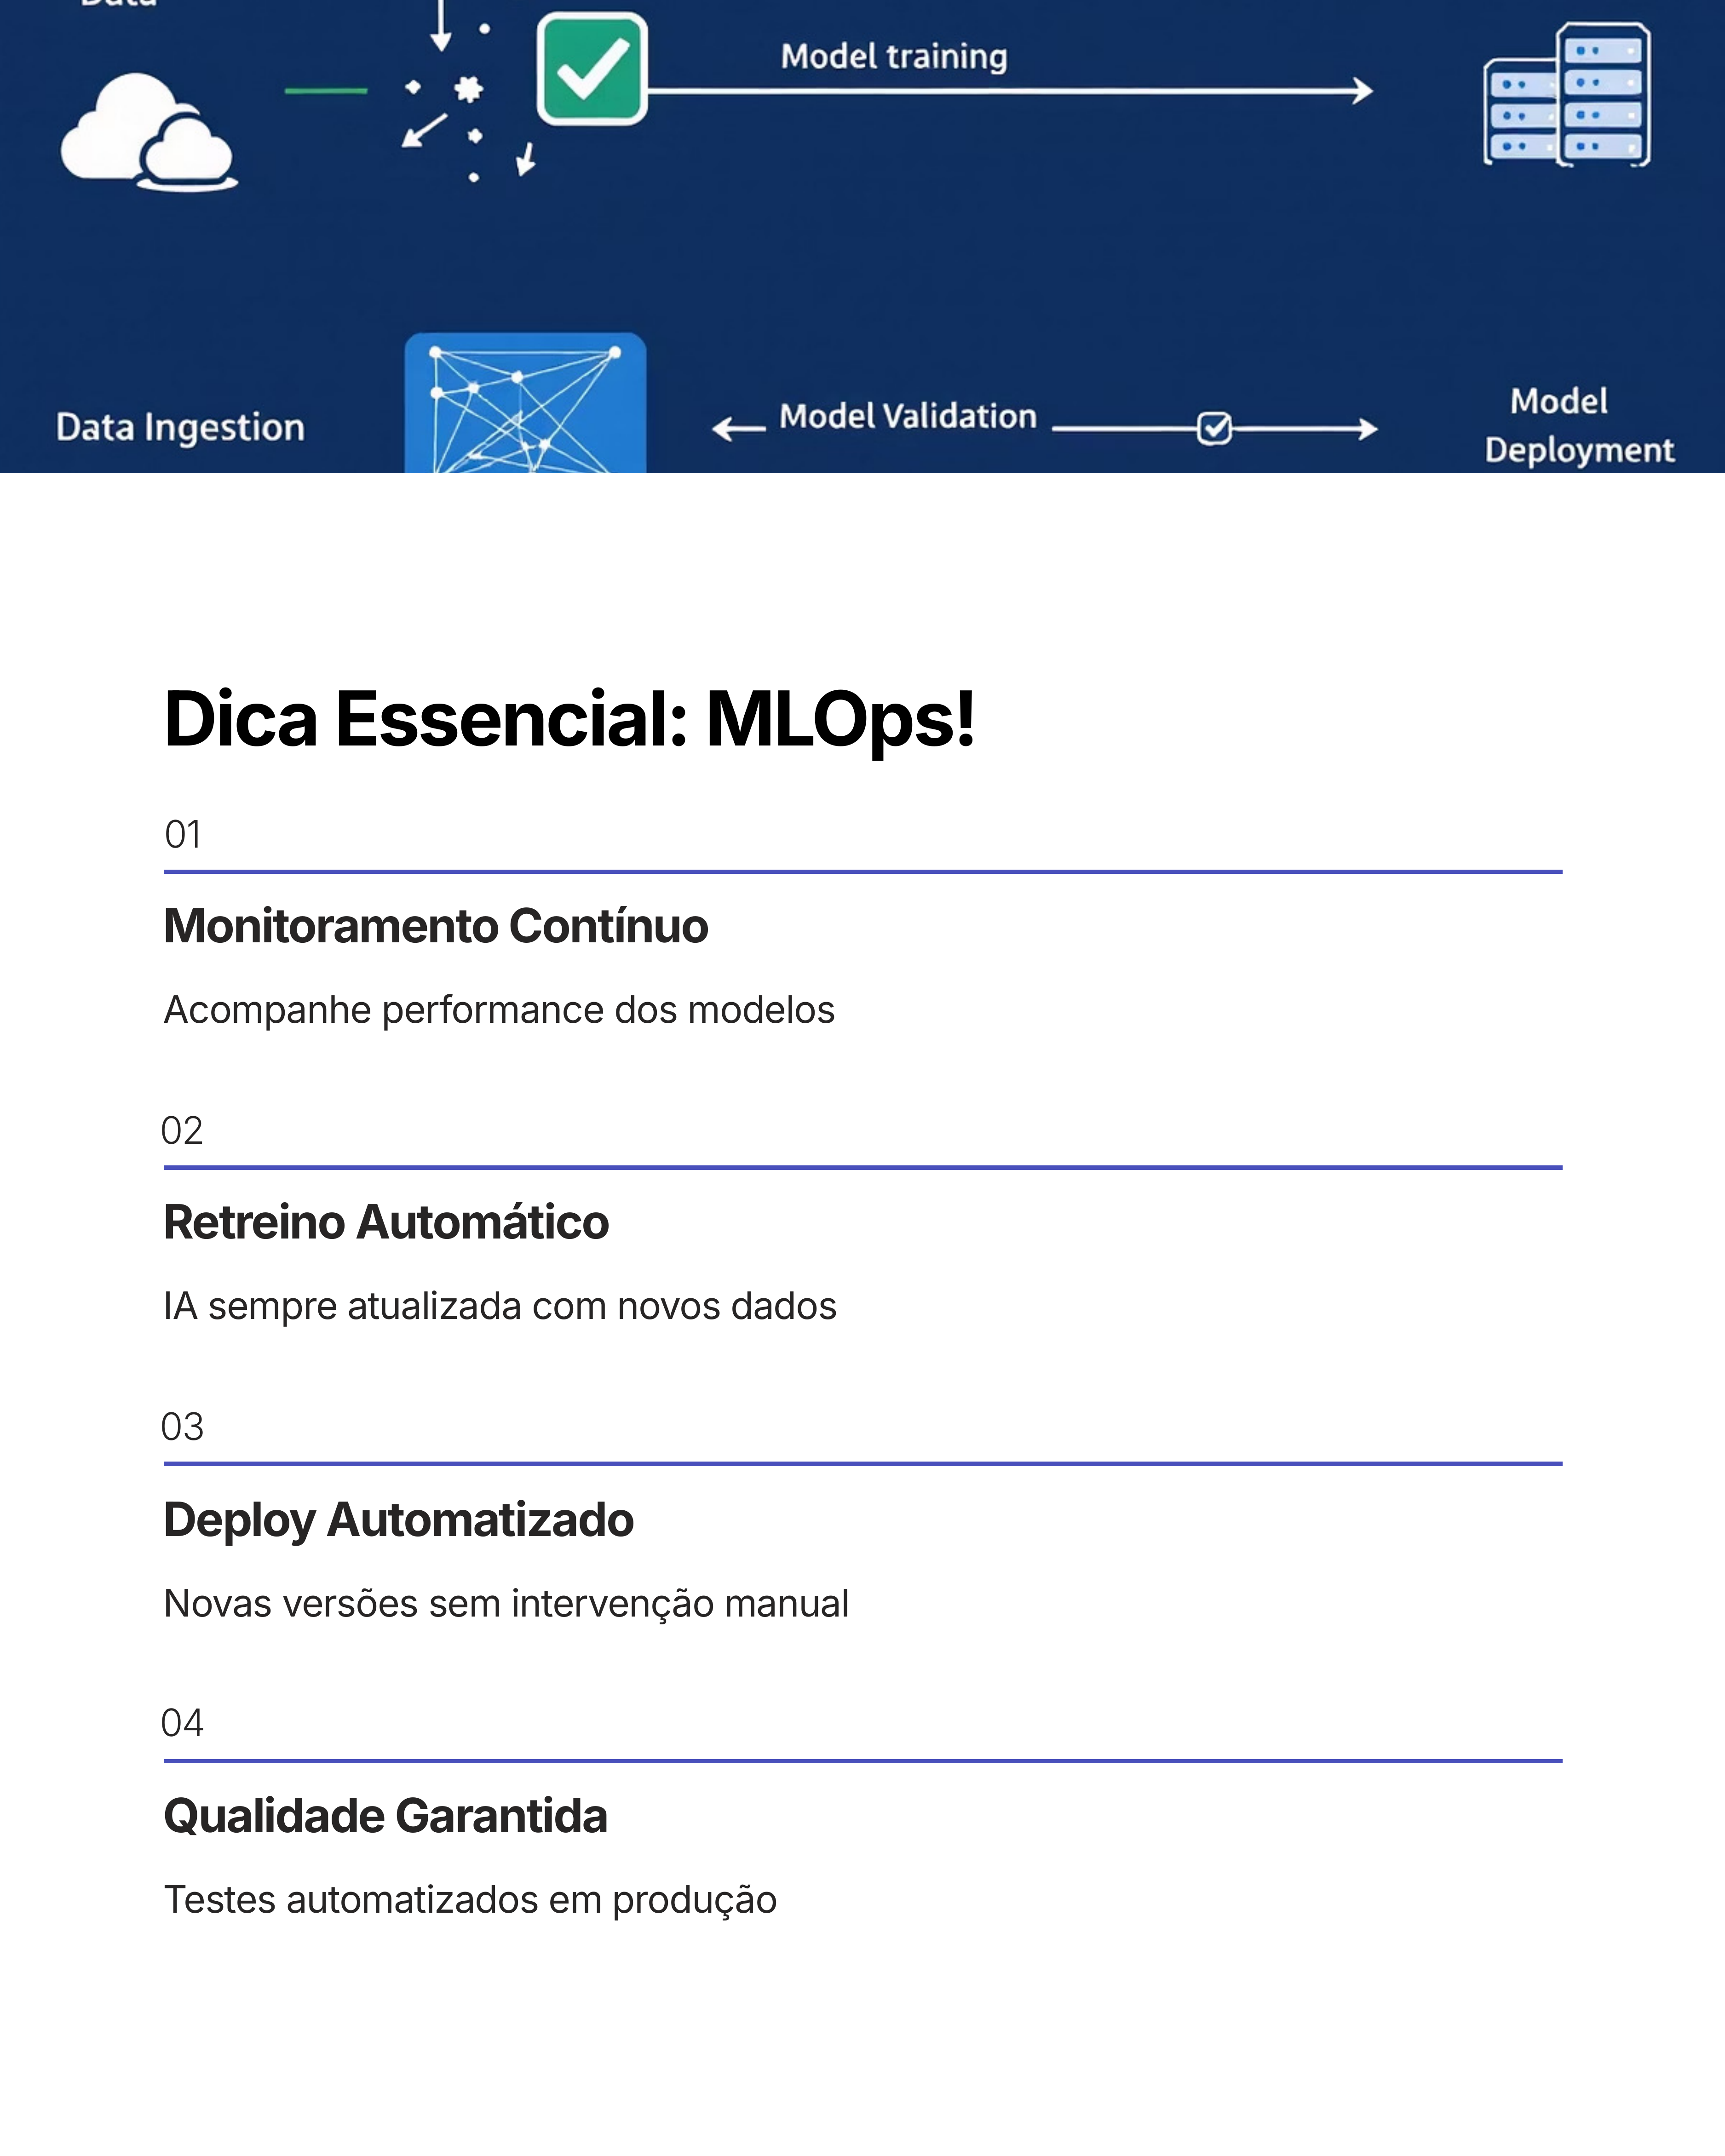 Data
Model training
Data Ingestion
Model Validation
Model
Deployment
Dica Essencial: MLOps!
01
Monitoramento Contínuo
Acompanhe performance dos modelos
02
Retreino Automático
IA sempre atualizada com novos dados
03
Deploy Automatizado
Novas versões sem intervenção manual
04
Qualidade Garantida
Testes automatizados em produção